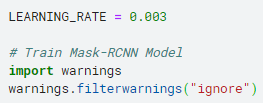 LEARNING_RATE = 0.003
# Train Mask-RCNN Model
import warnings
warnings.filterwarnings("ignore")